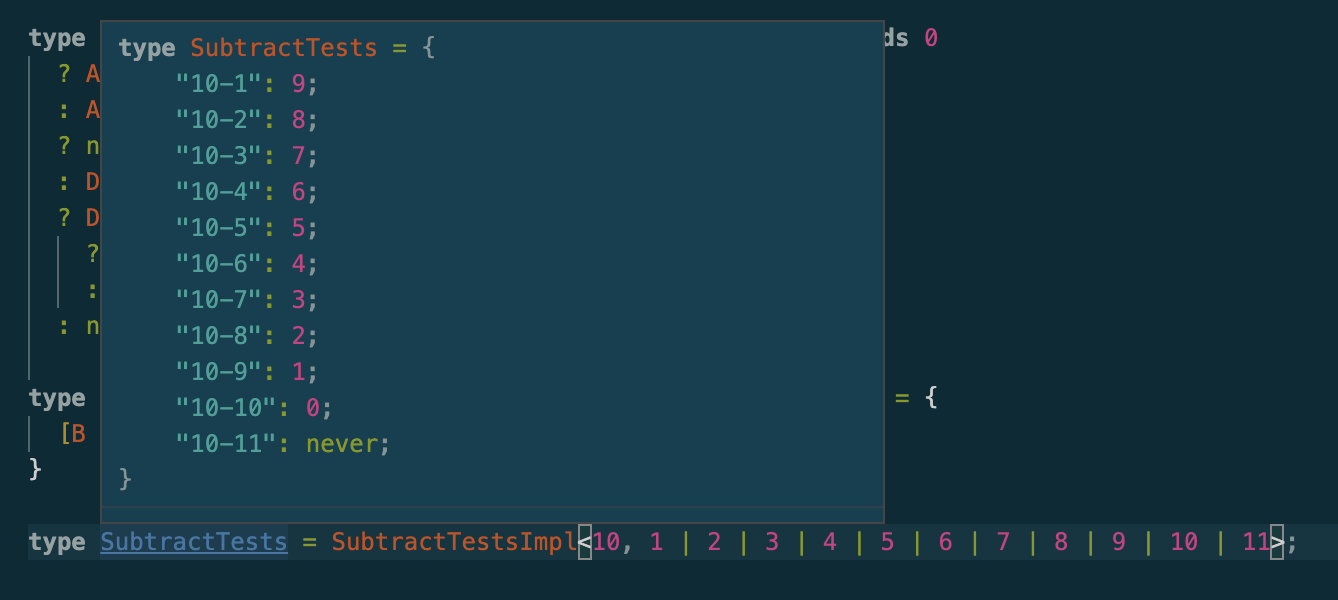 type ds 0
? A
: A
? n
: D
? D
?
:
: n
type = {
[B
}
type SubtractTests = {
"10-1": 9;
"10-2": 8;
"10-3": 7;
"10-4": 6;
"10-5": 5;
"10-6": 4;
"10-7": 3;
"10-8": 2;
"10-9": 1;
"10-10": 0;
"10-11": never;
}
type SubtractTests = SubtractTestsImpl<10, 1 | 2 | 3 | 4 | 5 | 6 | 7 | 8 | 9 | 10 | 11>;